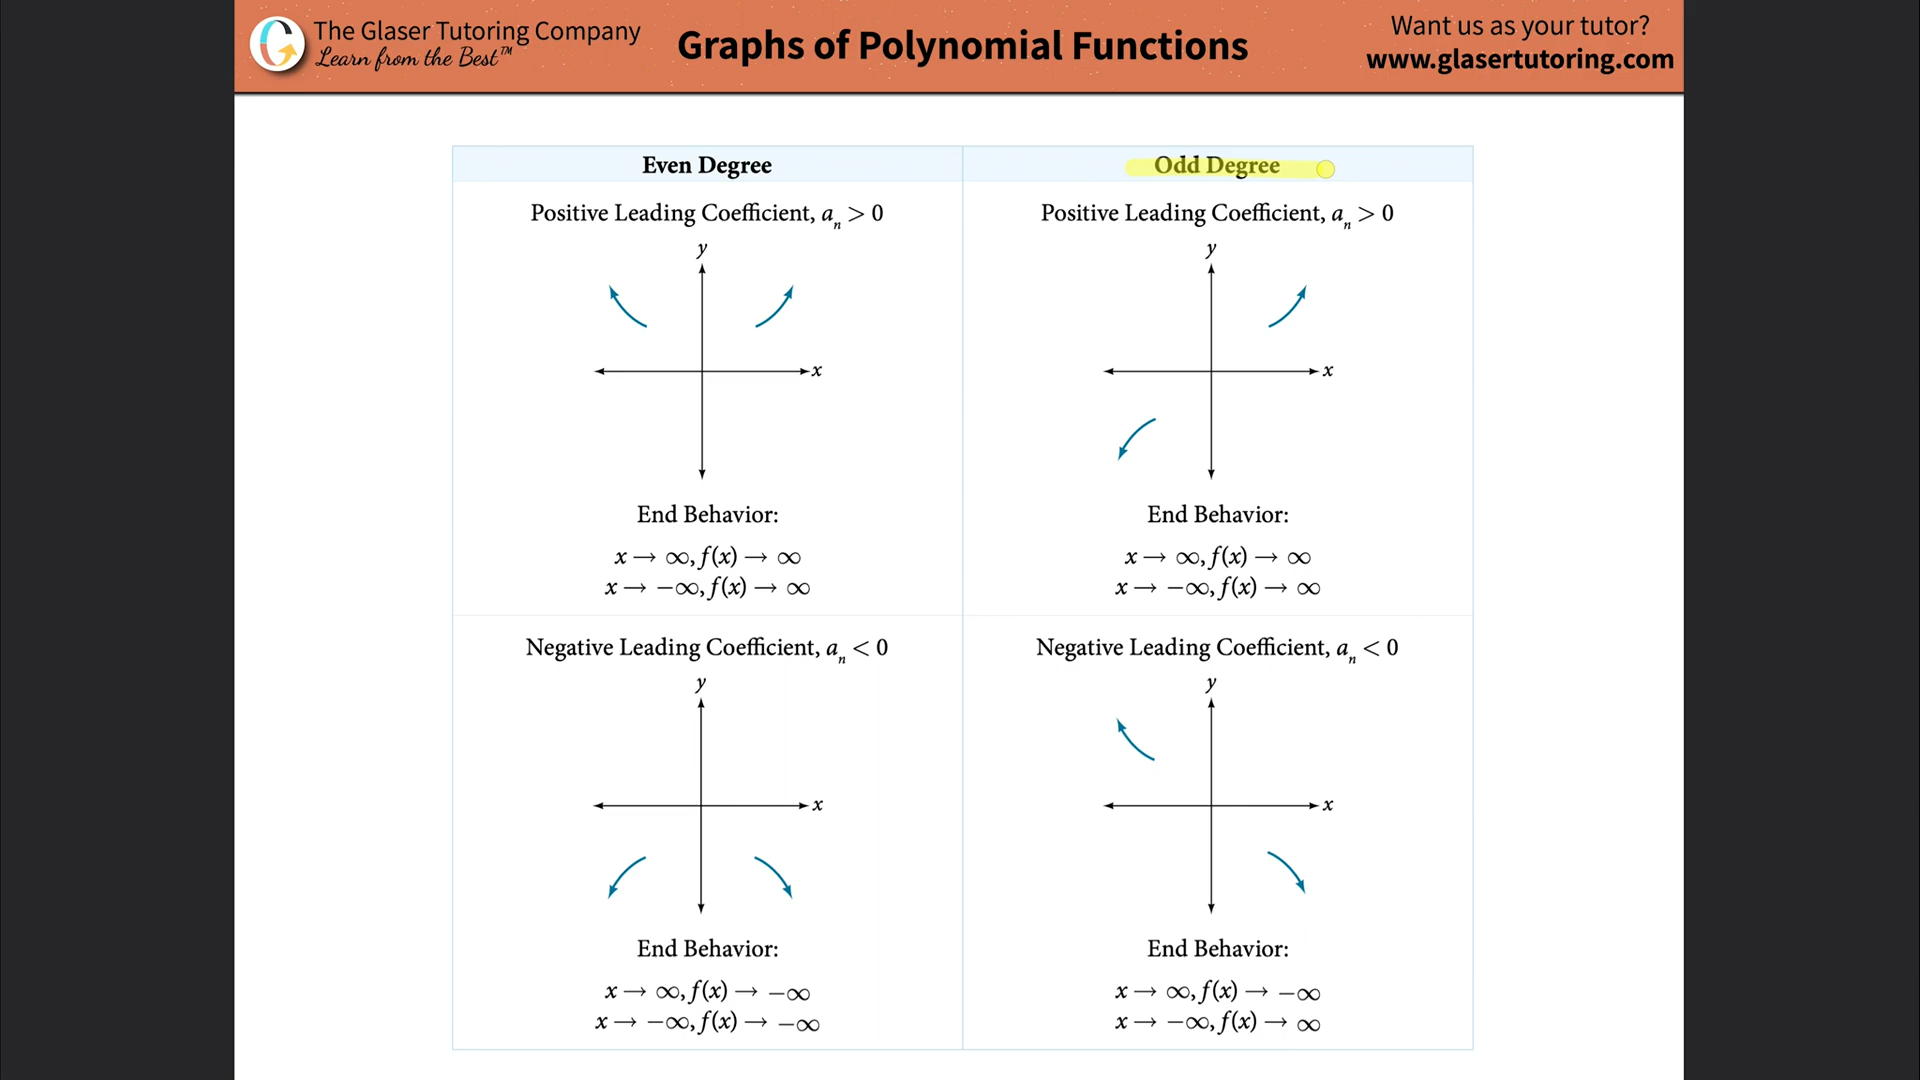 The Glaser Tutoring Company
Learn from the Best™
Graphs of Polynomial Functions
Want us as your tutor?
www.glasertutoring.com
Even Degree
Positive Leading Coefficient, aₙ > 0
y
x
End Behavior:
x → ∞, f(x) → ∞
x → −∞, f(x) → ∞
Odd Degree
Positive Leading Coefficient, aₙ > 0
y
x
End Behavior:
x → ∞, f(x) → ∞
x → −∞, f(x) → ∞
Negative Leading Coefficient, aₙ < 0
y
x
End Behavior:
x → ∞, f(x) → −∞
x → −∞, f(x) → −∞
Negative Leading Coefficient, aₙ < 0
y
x
End Behavior:
x → ∞, f(x) → −∞
x → −∞, f(x) → ∞